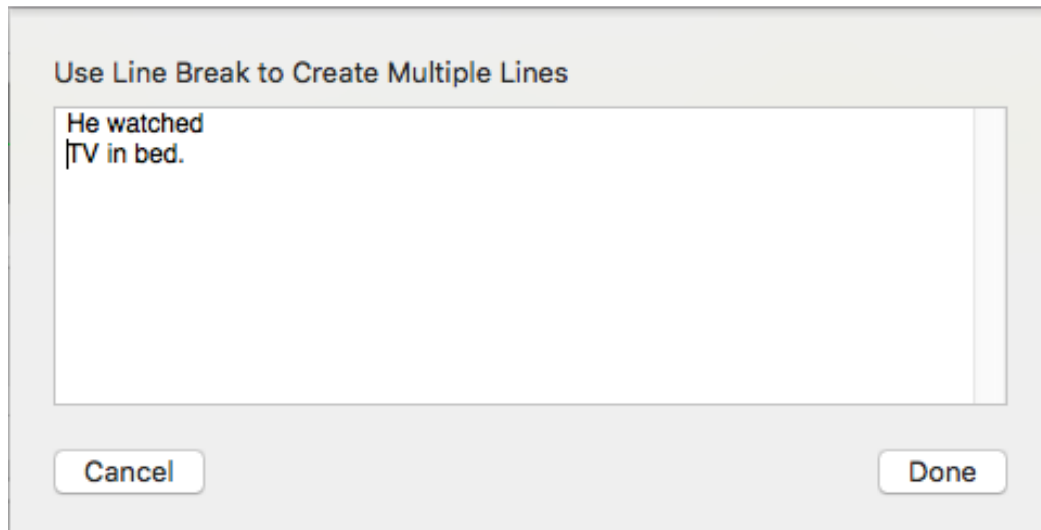 Use Line Break to Create Multiple Lines
He watched
TV in bed.
Cancel
Done